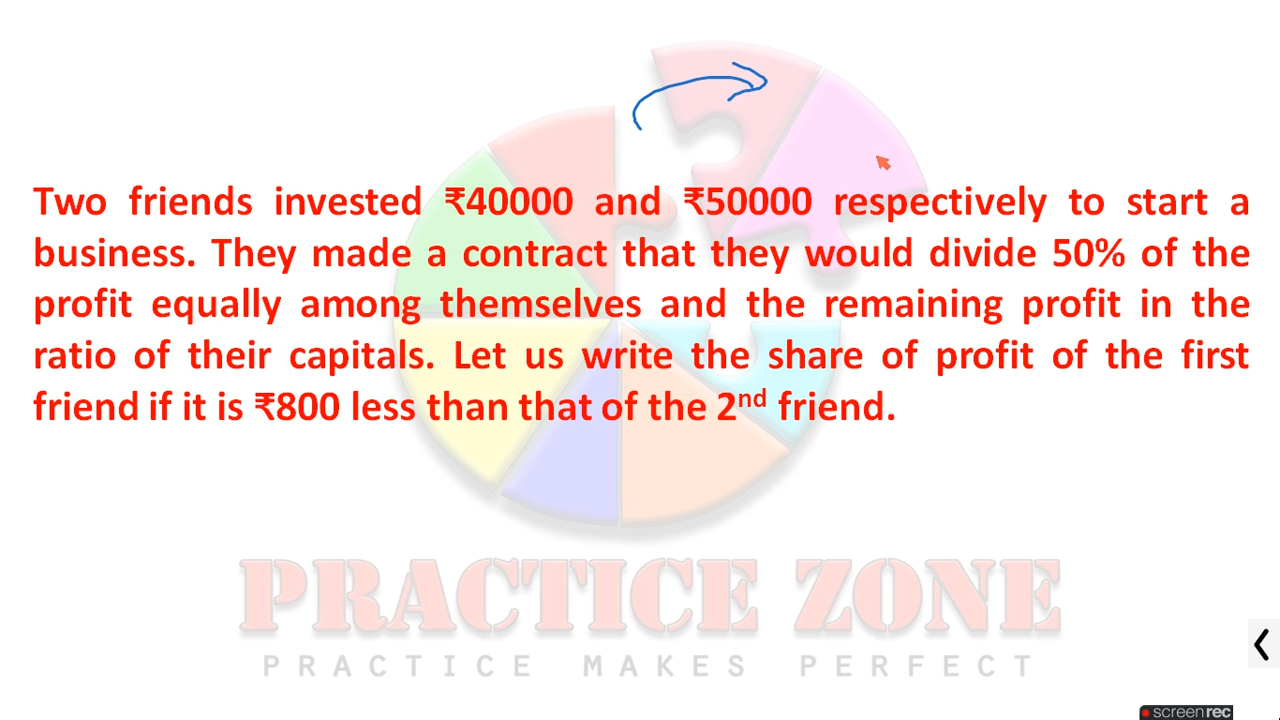 Two friends invested ₹40000 and ₹50000 respectively to start a
business. They made a contract that they would divide 50% of the
profit equally among themselves and the remaining profit in the
ratio of their capitals. Let us write the share of profit of the first
friend if it is ₹800 less than that of the 2nd friend.
PRACTICE ZONE
PRACTICE MAKES PERFECT
screenrec